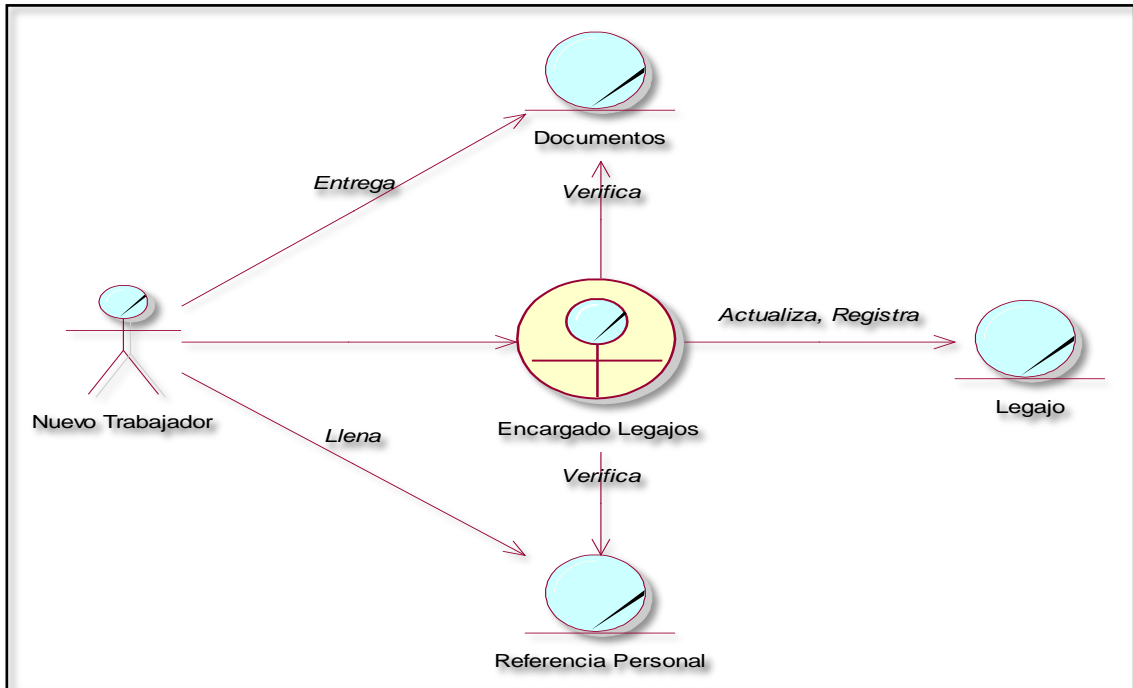 Documentos
Entrega
Verifica
Actualiza, Registra
Nuevo Trabajador
Encargado Legajos
Legajo
Llena
Verifica
Referencia Personal